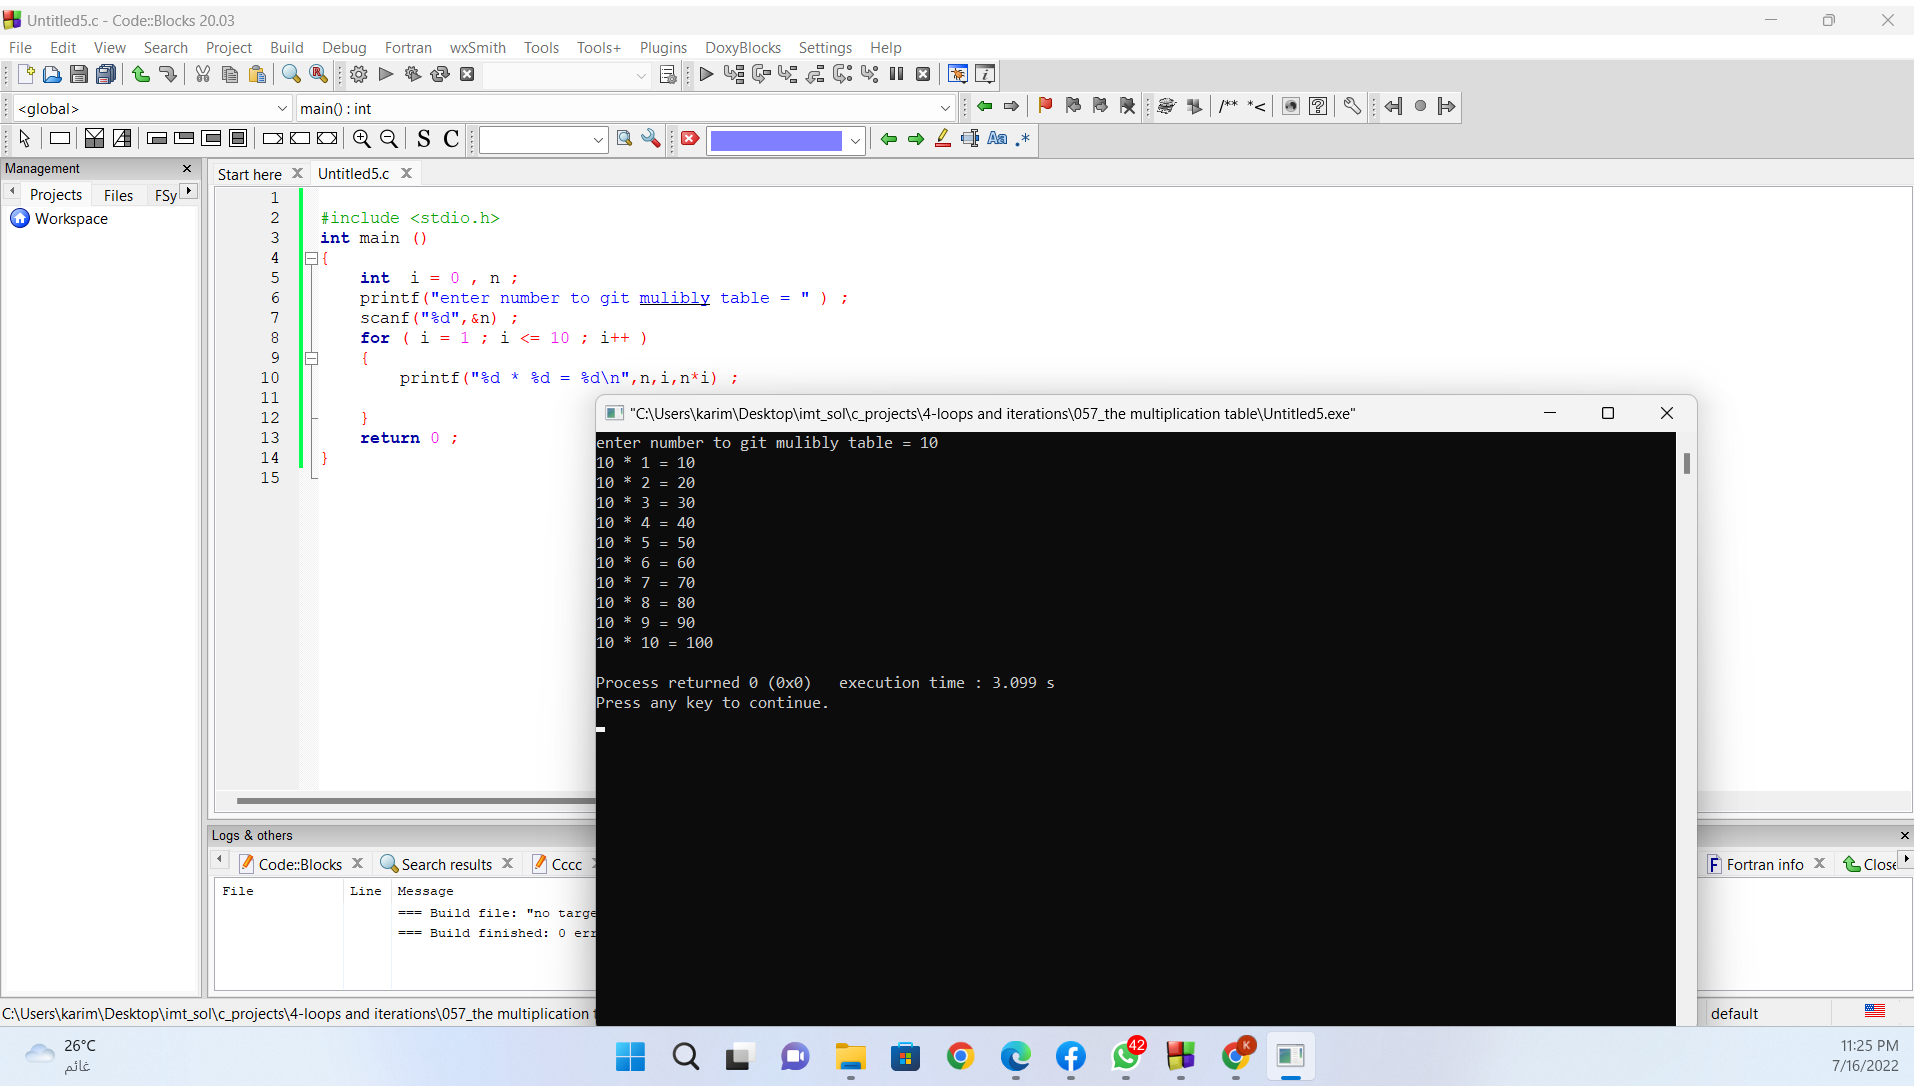 Untitled5.c - Code::Blocks 20.03
File Edit View Search Project Build Debug Fortran wxSmith Tools Tools+ Plugins DoxyBlocks Settings Help
<global> main() : int
/** *<
S C Aa .*
Management
Projects Files FSy
Workspace
Start here Untitled5.c
1
2 #include <stdio.h>
3 int main ()
4 {
5 int  i = 0 , n ;
6 printf("enter number to git mulibly table = " ) ;
7 scanf("%d",&n) ;
8 for ( i = 1 ; i <= 10 ; i++ )
9 {
10 printf("%d * %d = %d\n",n,i,n*i) ;
11
12 }
13 return 0 ;
14 }
15
"C:\Users\karim\Desktop\imt_sol\c_projects\4-loops and iterations\057_the multiplication table\Untitled5.exe"
enter number to git mulibly table = 10
10 * 1 = 10
10 * 2 = 20
10 * 3 = 30
10 * 4 = 40
10 * 5 = 50
10 * 6 = 60
10 * 7 = 70
10 * 8 = 80
10 * 9 = 90
10 * 10 = 100
Process returned 0 (0x0)   execution time : 3.099 s
Press any key to continue.
Logs & others
Code::Blocks Search results Cccc Fortran info Close
File Line Message
=== Build file: "no targe
=== Build finished: 0 err
C:\Users\karim\Desktop\imt_sol\c_projects\4-loops and iterations\057_the multiplication default
26°C
غائم
42
K
11:25 PM
7/16/2022